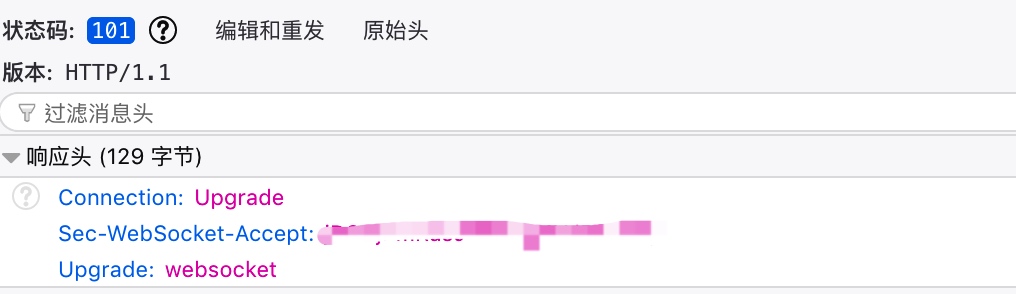 状态码: 101 ? 编辑和重发 原始头
版本: HTTP/1.1
过滤消息头
响应头 (129 字节)
? Connection: Upgrade
Sec-WebSocket-Accept:
Upgrade: websocket